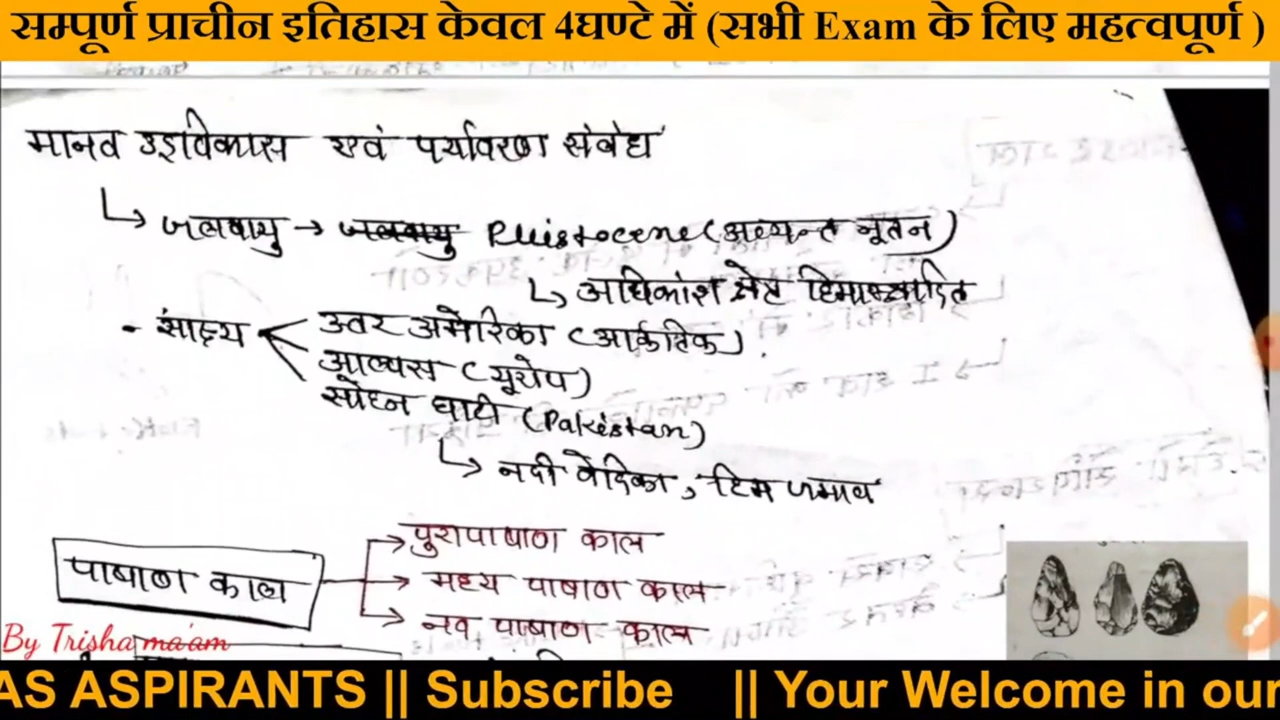 सम्पूर्ण प्राचीन इतिहास केवल 4घण्टे में (सभी Exam के लिए महत्वपूर्ण )
मानव उद्विकास एवं पर्यावरण संबंध
↳ जलवायु → जलवायु Pleistocene (अत्यन्त नूतन)
↳ अधिकांश क्षेत्र हिमाच्छादित
- साक्ष्य
उत्तर अमेरिका (आर्कटिक)
आल्पस (यूरोप)
सोहन घाटी (Pakistan)
↳ नदी वेदिका, हिम जमाव
पाषाण काल
→ पुरापाषाण काल
→ मध्य पाषाण काल
→ नव पाषाण काल
By Trisha ma'am
AS ASPIRANTS || Subscribe || Your Welcome in our